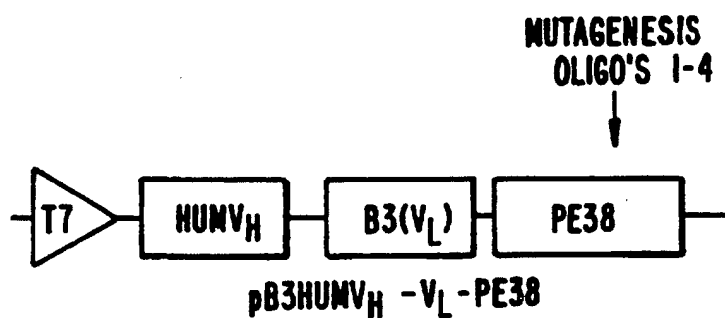 MUTAGENESIS
OLIGO'S 1-4
T7 HUMVH B3(VL) PE38
pB3HUMVH -VL-PE38